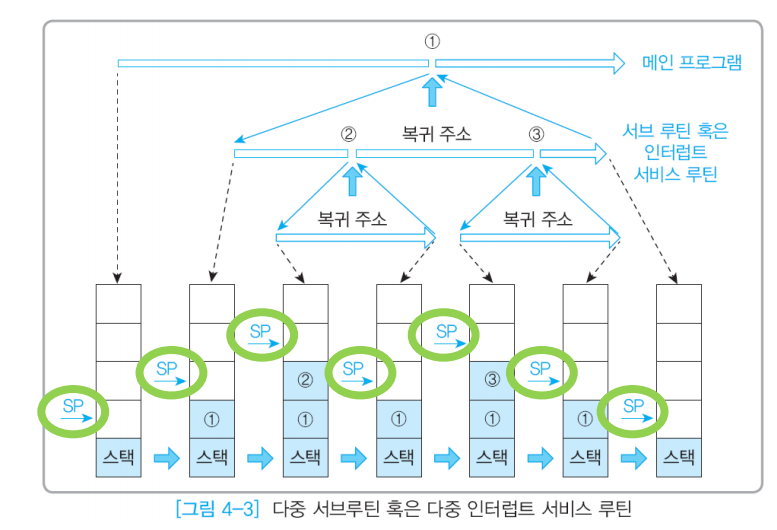 ①
메인 프로그램
② 복귀 주소 ③
서브 루틴 혹은
인터럽트
서비스 루틴
복귀 주소 복귀 주소
SP SP
② ③
SP SP SP
SP ① ① ① ① ① SP
스택 스택 스택 스택 스택 스택 스택
[그림 4-3] 다중 서브루틴 혹은 다중 인터럽트 서비스 루틴